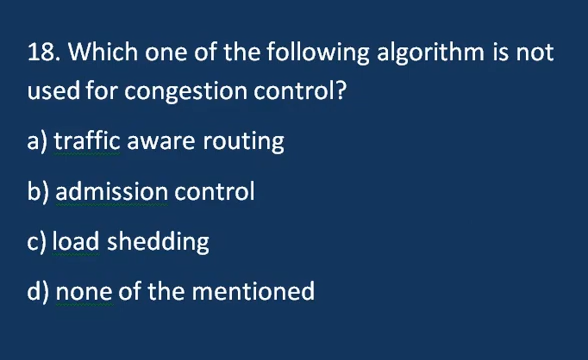 18. Which one of the following algorithm is not
used for congestion control?
a) traffic aware routing
b) admission control
c) load shedding
d) none of the mentioned